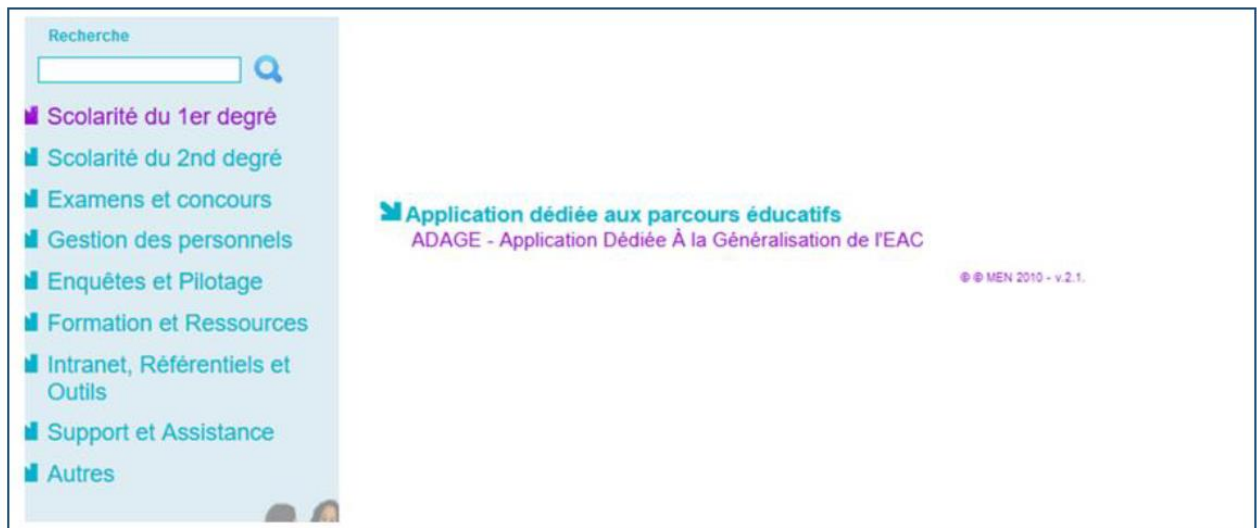 Recherche
Scolarité du 1er degré
Scolarité du 2nd degré
Examens et concours
Gestion des personnels
Enquêtes et Pilotage
Formation et Ressources
Intranet, Référentiels et
Outils
Support et Assistance
Autres
Application dédiée aux parcours éducatifs
ADAGE - Application Dédiée À la Généralisation de l'EAC
© © MEN 2010 - v.2.1.